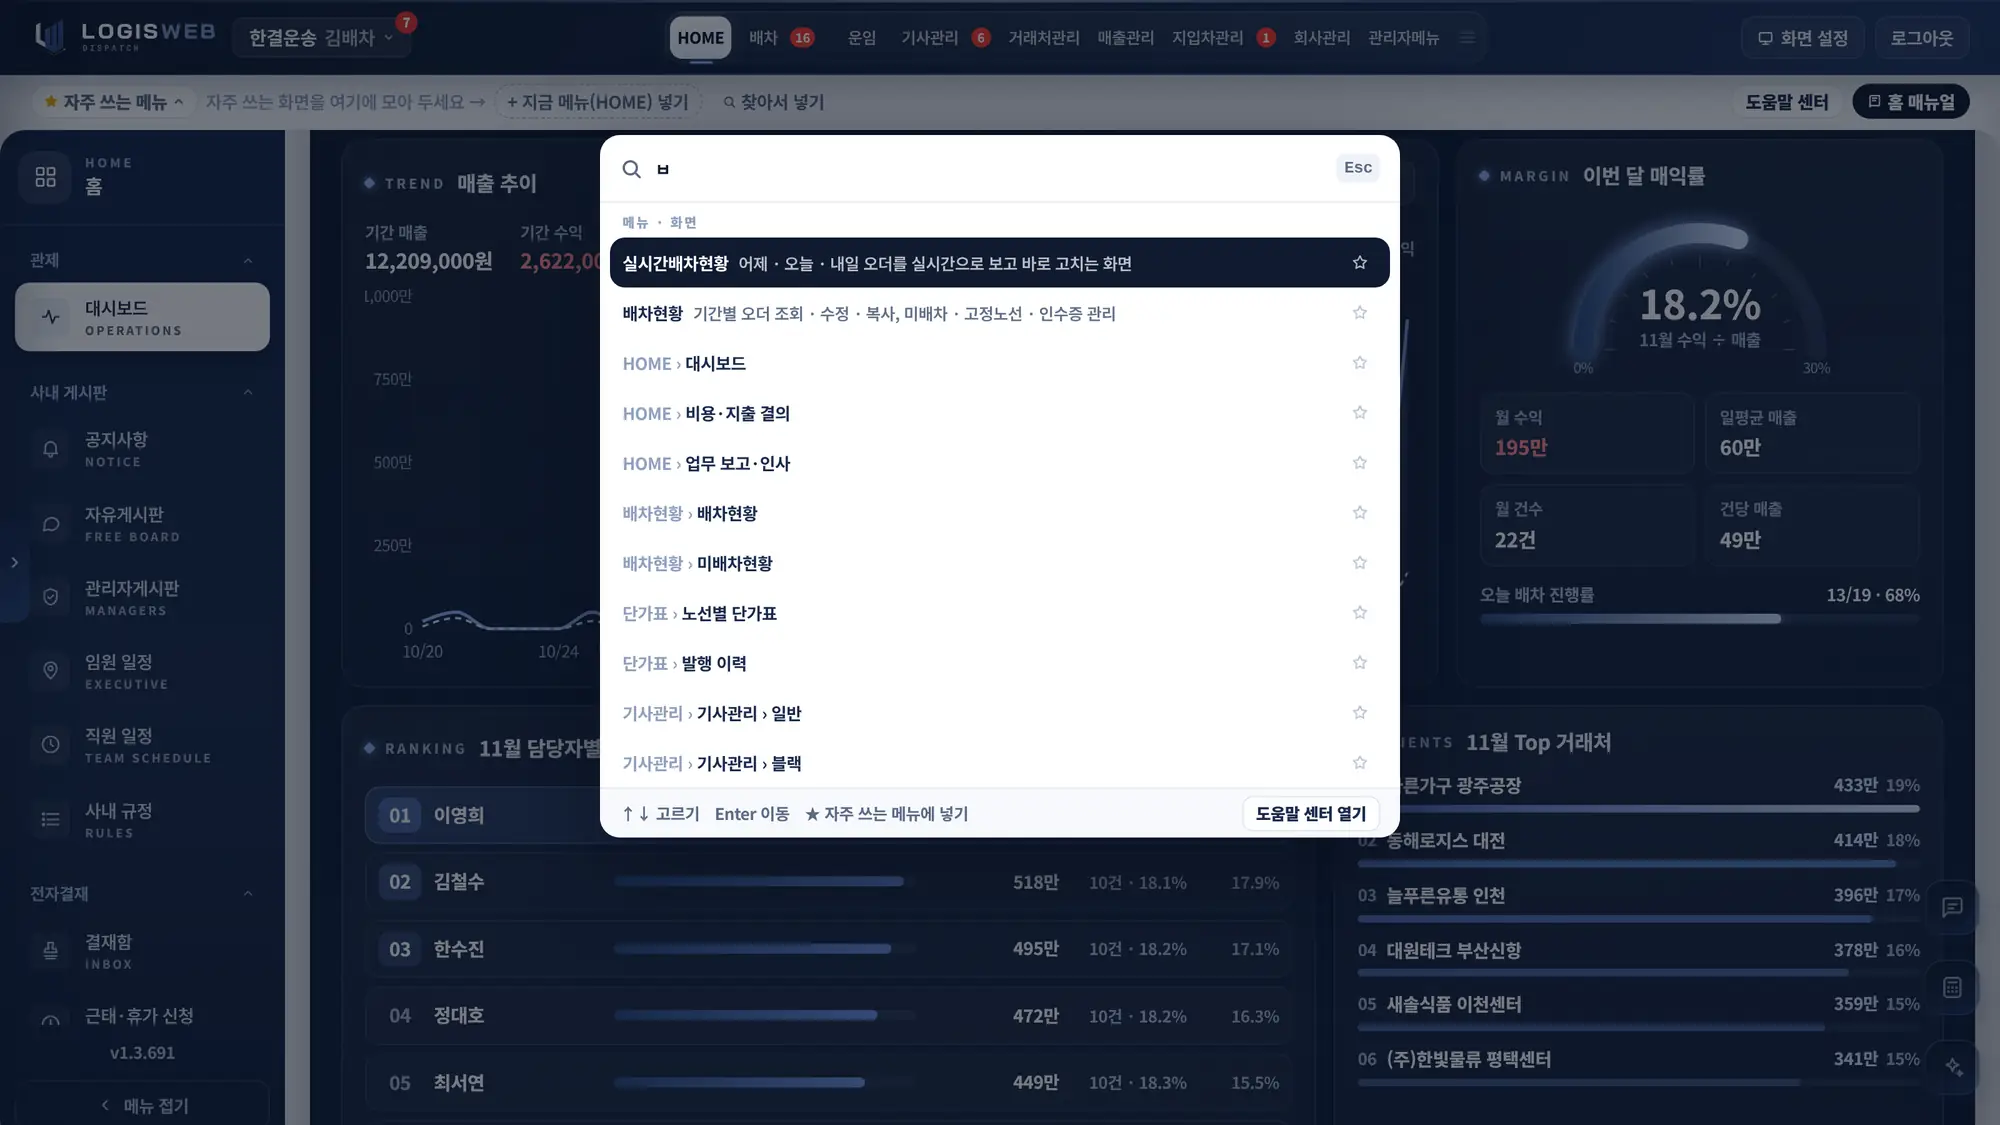 LOGISWEB
DISPATCH
한결운송 김배차
7
HOME
배차 16
운임
기사관리 6
거래처관리
매출관리
지입차관리 1
회사관리
관리자메뉴
화면 설정
로그아웃
★ 자주 쓰는 메뉴
자주 쓰는 화면을 여기에 모아 두세요 →
+ 지금 메뉴(HOME) 넣기
찾아서 넣기
도움말 센터
홈 매뉴얼
HOME
홈
관제
대시보드
OPERATIONS
사내 게시판
공지사항
NOTICE
자유게시판
FREE BOARD
관리자게시판
MANAGERS
임원 일정
EXECUTIVE
직원 일정
TEAM SCHEDULE
사내 규정
RULES
전자결재
결재함
INBOX
근태·휴가 신청
v1.3.691
메뉴 접기
TREND 매출 추이
기간 매출
12,209,000원
기간 수익
2,622,00
1,000만
750만
500만
250만
0
10/20
10/24
익
ㅂ
Esc
메뉴 · 화면
실시간배차현황 어제 · 오늘 · 내일 오더를 실시간으로 보고 바로 고치는 화면
배차현황 기간별 오더 조회 · 수정 · 복사, 미배차 · 고정노선 · 인수증 관리
HOME › 대시보드
HOME › 비용·지출 결의
HOME › 업무 보고·인사
배차현황 › 배차현황
배차현황 › 미배차현황
단가표 › 노선별 단가표
단가표 › 발행 이력
기사관리 › 기사관리 › 일반
기사관리 › 기사관리 › 블랙
↑↓ 고르기 Enter 이동 ★ 자주 쓰는 메뉴에 넣기
도움말 센터 열기
MARGIN 이번 달 매익률
18.2%
11월 수익 ÷ 매출
0%
30%
월 수익
195만
일평균 매출
60만
월 건수
22건
건당 매출
49만
오늘 배차 진행률
13/19 · 68%
RANKING 11월 담당자별
01 이영희
02 김철수 518만 10건 · 18.1% 17.9%
03 한수진 495만 10건 · 18.2% 17.1%
04 정대호 472만 10건 · 18.2% 16.3%
05 최서연 449만 10건 · 18.3% 15.5%
IENTS 11월 Top 거래처
른가구 광주공장 433만 19%
02 동해로지스 대전 414만 18%
03 늘푸른유통 인천 396만 17%
04 대원테크 부산신항 378만 16%
05 새솔식품 이천센터 359만 15%
06 (주)한빛물류 평택센터 341만 15%